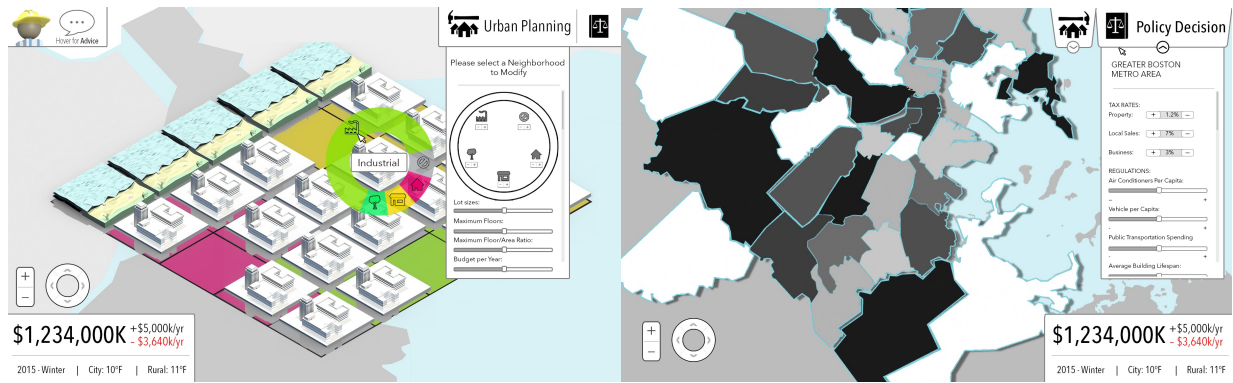 Hover for Advice
Urban Planning
Please select a Neighborhood
to Modify
Industrial
Lot sizes:
Maximum Floors:
Maximum Floor/Area Ratio:
Budget per Year:
+
−
$1,234,000K
+$5,000k/yr
- $3,640k/yr
2015 - Winter | City: 10°F | Rural: 11°F
Policy Decision
GREATER BOSTON
METRO AREA
TAX RATES:
Property: + 1.2% −
Local Sales: + 7% −
Business: + 3% −
REGULATIONS:
Air Conditioners Per Capita:
- +
Vehicle per Capita:
- +
Public Transportation Spending
- +
Average Building Lifespan:
+
−
$1,234,000K
+$5,000k/yr
- $3,640k/yr
2015 - Winter | City: 10°F | Rural: 11°F